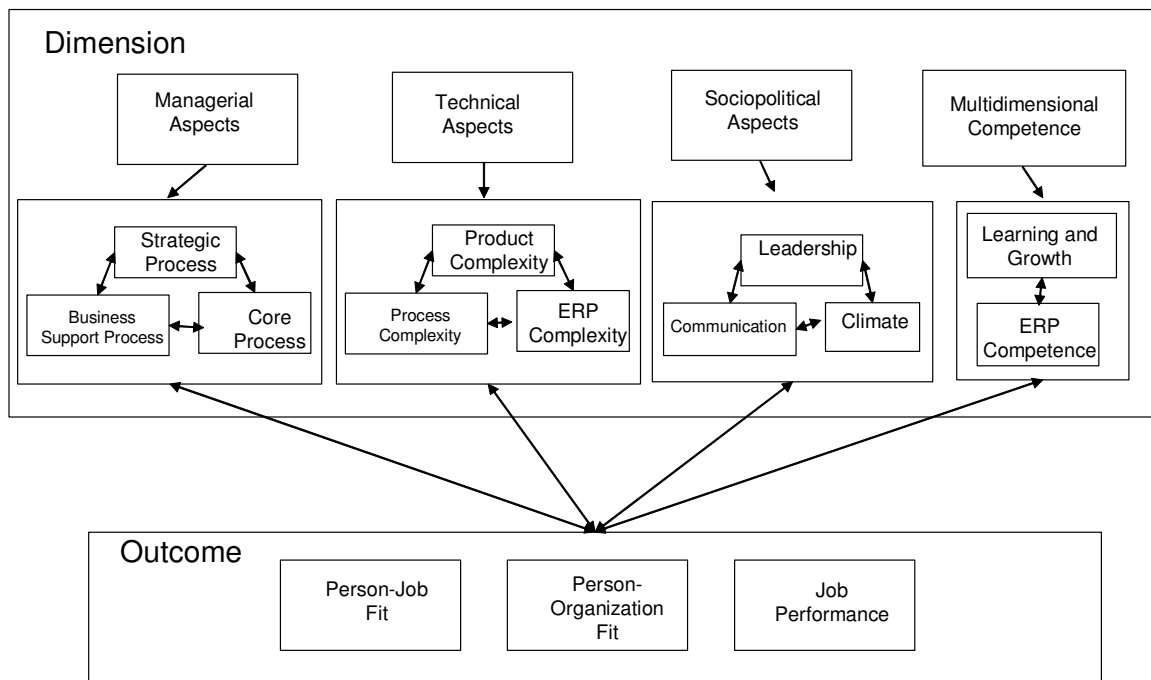 Dimension
Managerial
Aspects
Technical
Aspects
Sociopolitical
Aspects
Multidimensional
Competence
Strategic
Process
Business
Support Process
Core
Process
Product
Complexity
Process
Complexity
ERP
Complexity
Leadership
Communication
Climate
Learning and
Growth
ERP
Competence
Outcome
Person-Job
Fit
Person-
Organization
Fit
Job
Performance